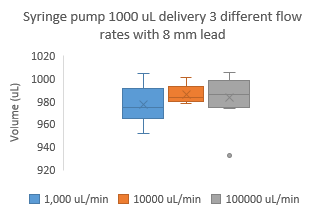 Syringe pump 1000 uL delivery 3 different flow
rates with 8 mm lead
Volume (uL)
1020
1000
980
960
940
920
1,000 uL/min 10000 uL/min 100000 uL/min